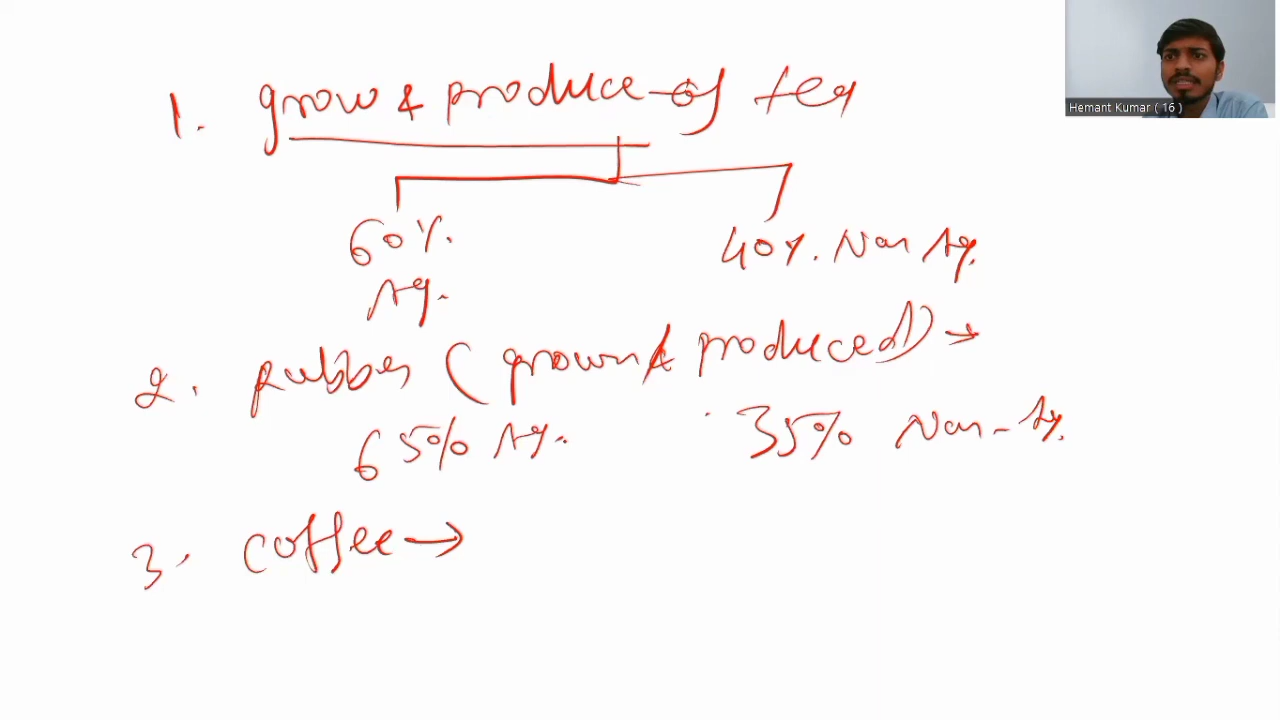 Hemant Kumar ( 16 )
1. grow & produce of tea
60% 40%. Non Ag.
Ag.
2. Rubber (grown & produced) →
65% Ag. 35% Non-Ag.
3. coffee →